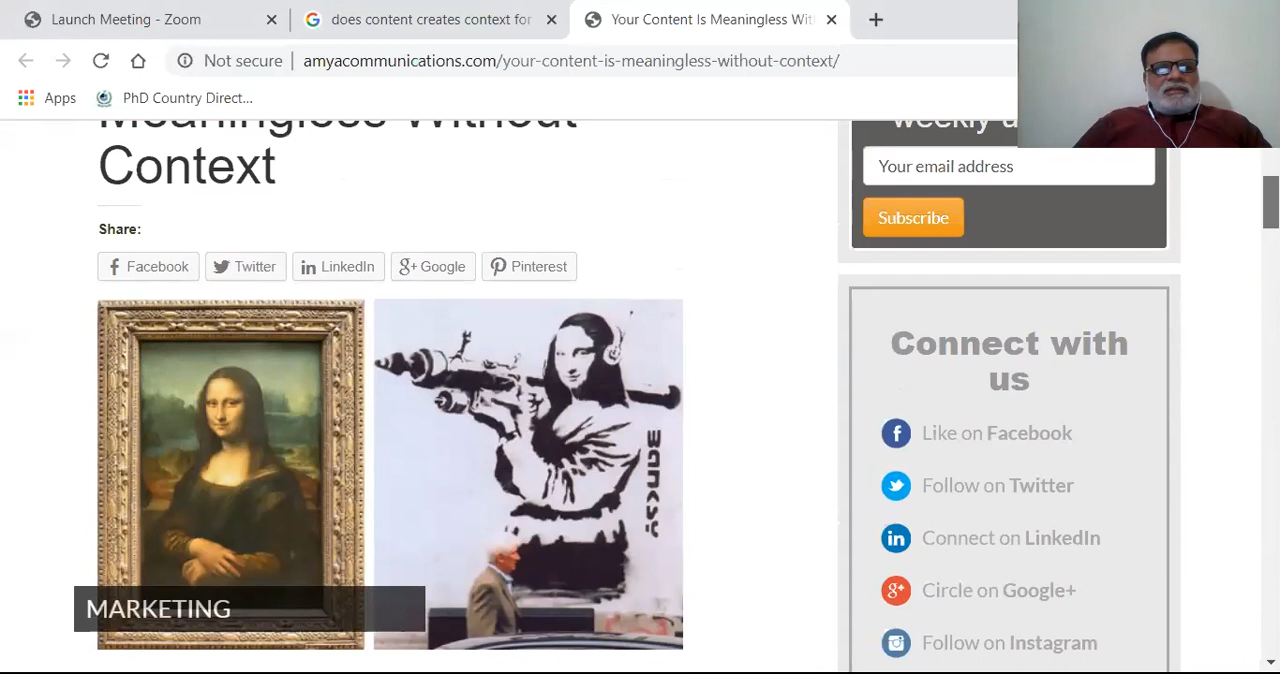 Launch Meeting - Zoom
does content creates context for
Your Content Is Meaningless Wit
Not secure
amyacommunications.com/your-content-is-meaningless-without-context/
Apps
PhD Country Direct...
Meaningless Without
Context
Share:
Facebook
Twitter
LinkedIn
Google
Pinterest
BANKSY
MARKETING
weekly
Your email address
Subscribe
Connect with
us
Like on Facebook
Follow on Twitter
Connect on LinkedIn
Circle on Google+
Follow on Instagram